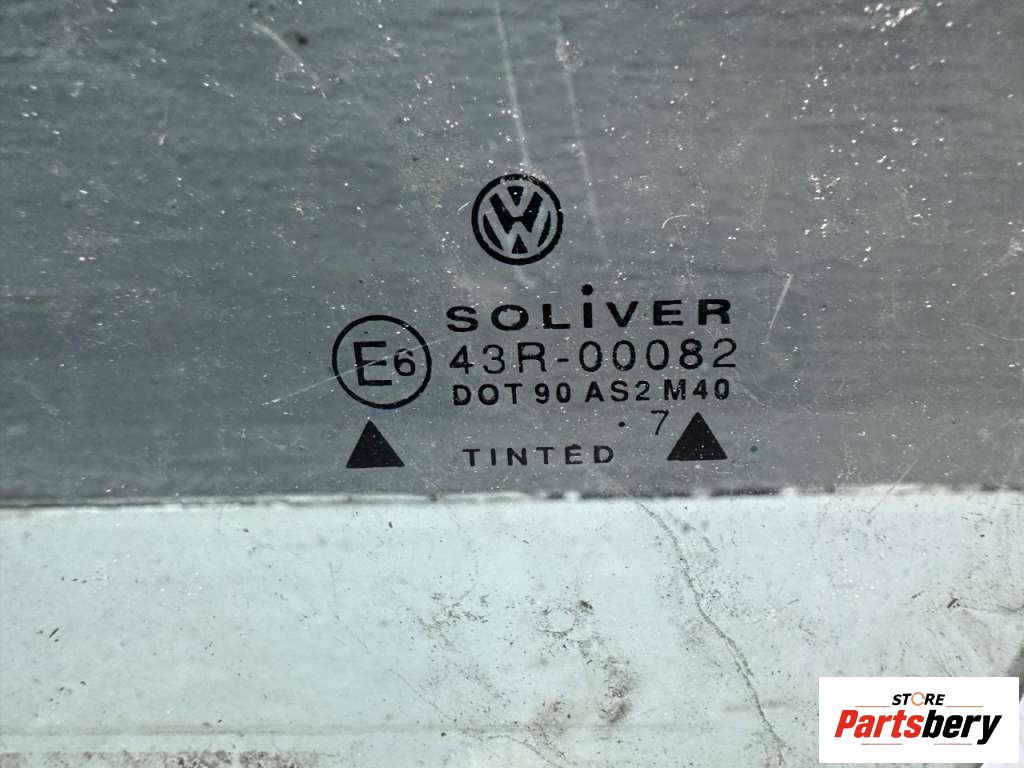 SOLiVER
E6 43R-00082
DOT 90 AS2 M40
. 7
TINTED
STORE
Partsbery